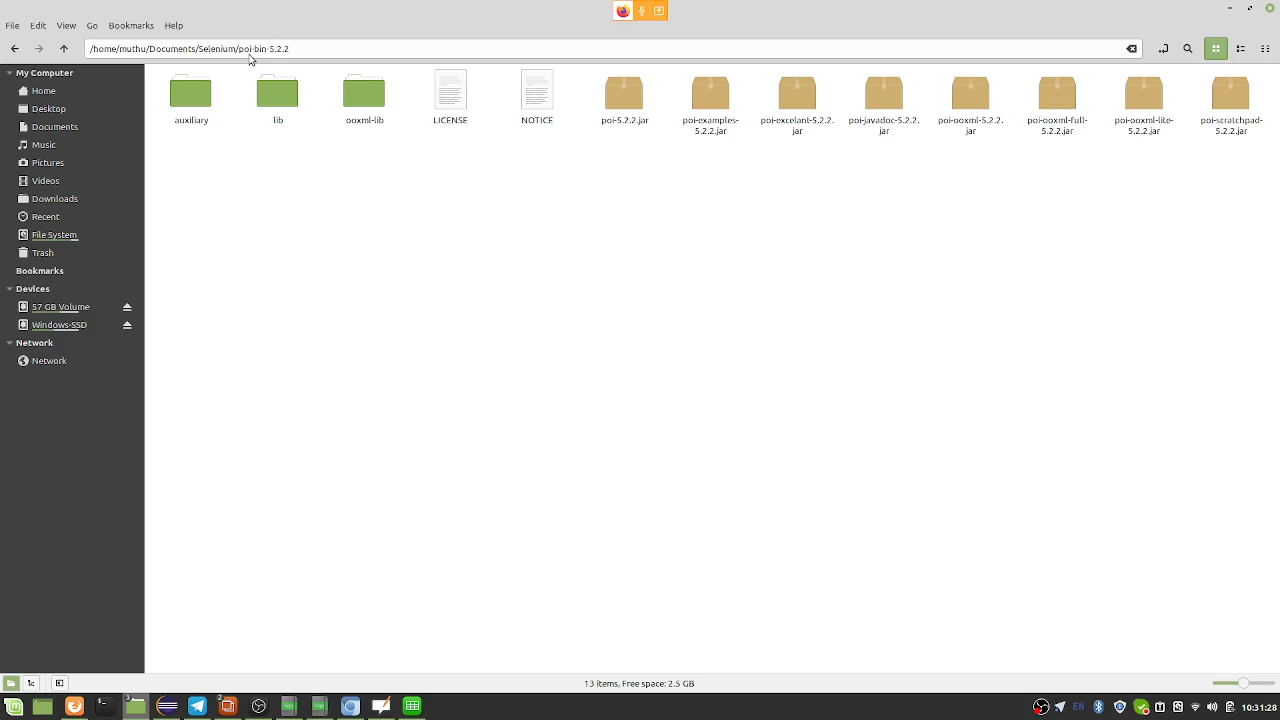 File Edit View Go Bookmarks Help
/home/muthu/Documents/Selenium/poi-bin-5.2.2
My Computer
Home
Desktop
Documents
Music
Pictures
Videos
Downloads
Recent
File System
Trash
Bookmarks
Devices
57 GB Volume
Windows-SSD
Network
Network
auxiliary
lib
ooxml-lib
LICENSE
NOTICE
poi-5.2.2.jar
poi-examples-
5.2.2.jar
poi-excelant-5.2.2.
jar
poi-javadoc-5.2.2.
jar
poi-ooxml-5.2.2.
jar
poi-ooxml-full-
5.2.2.jar
poi-ooxml-lite-
5.2.2.jar
poi-scratchpad-
5.2.2.jar
13 items, Free space: 2.5 GB
3
2
EN
10:31:28